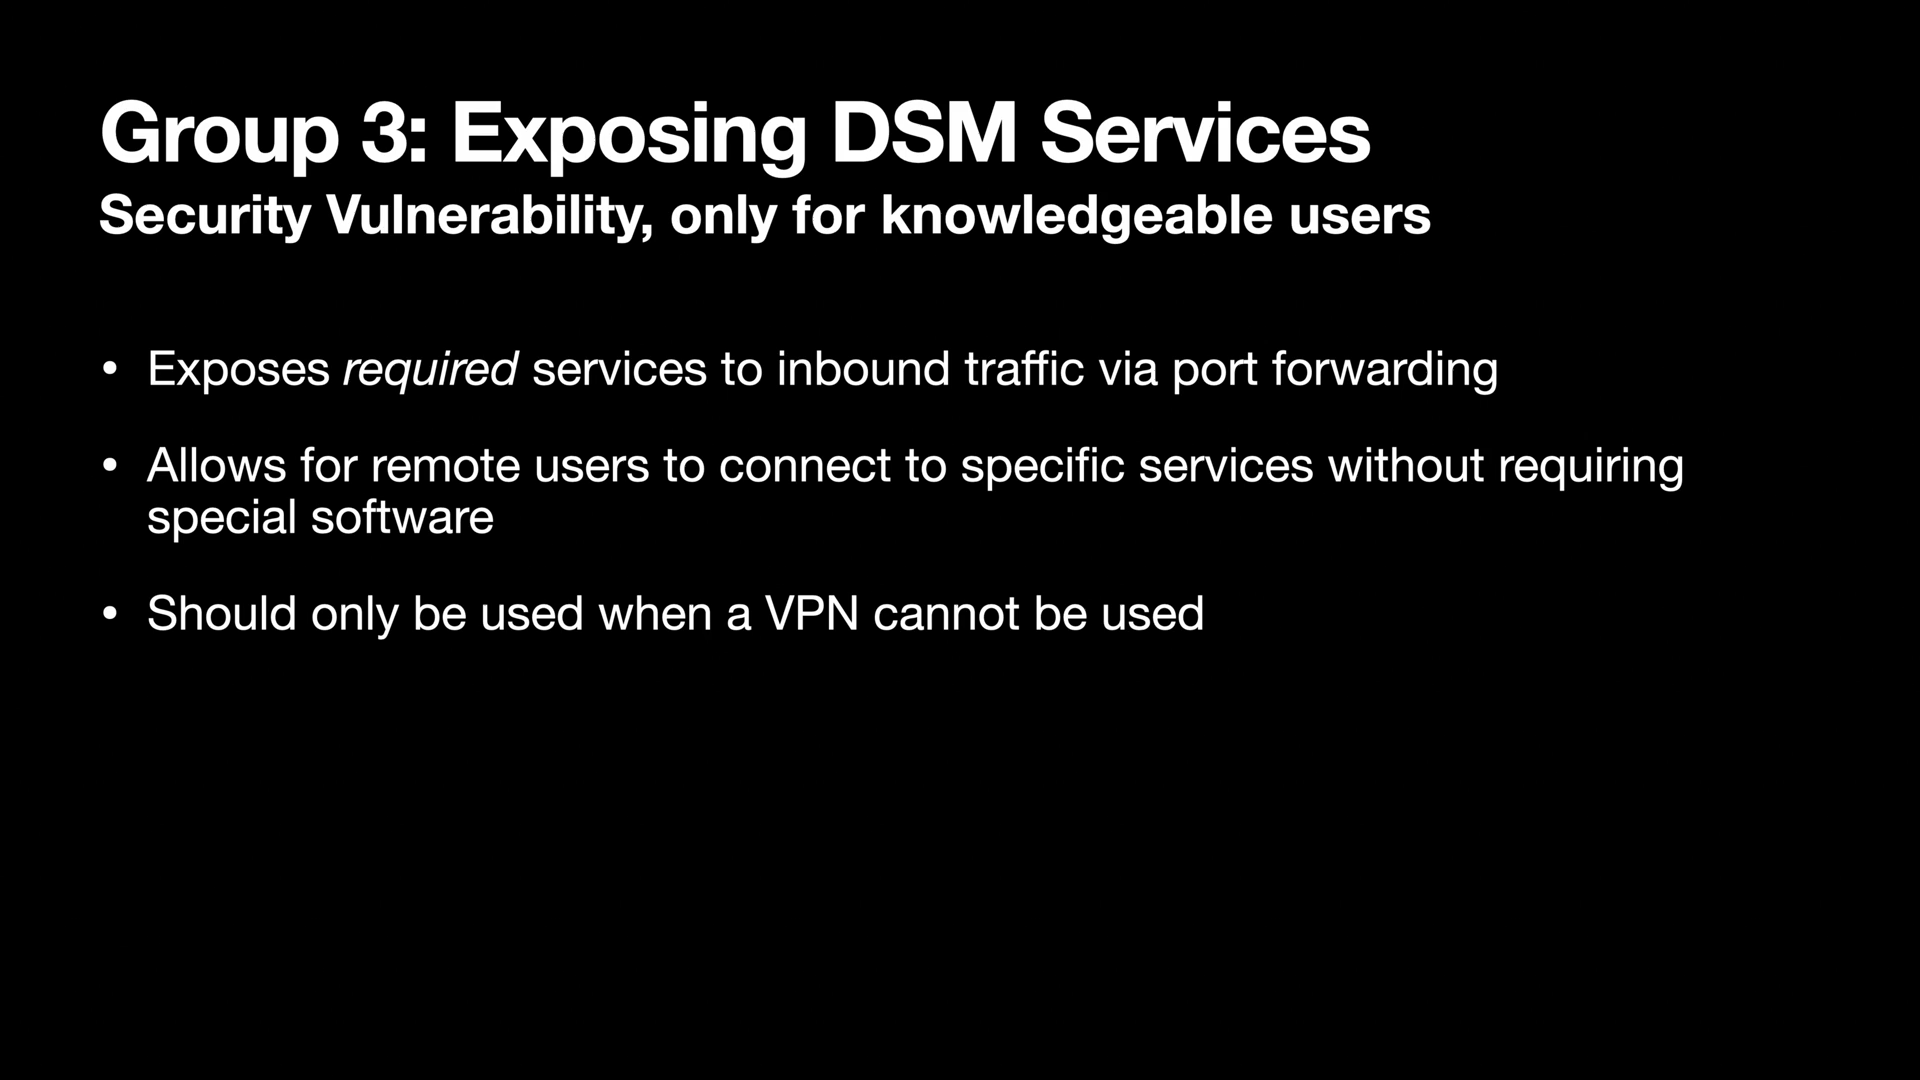 Group 3: Exposing DSM Services
Security Vulnerability, only for knowledgeable users
• Exposes required services to inbound traffic via port forwarding
• Allows for remote users to connect to specific services without requiring
special software
• Should only be used when a VPN cannot be used